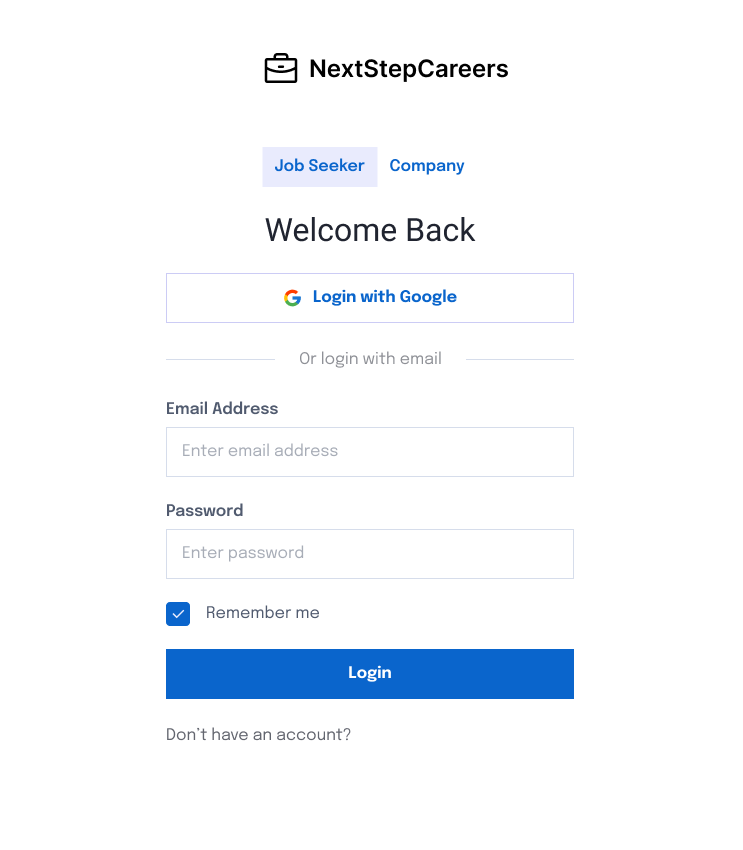 NextStepCareers
Job Seeker Company
Welcome Back
Login with Google
Or login with email
Email Address
Enter email address
Password
Enter password
Remember me
Login
Don’t have an account?